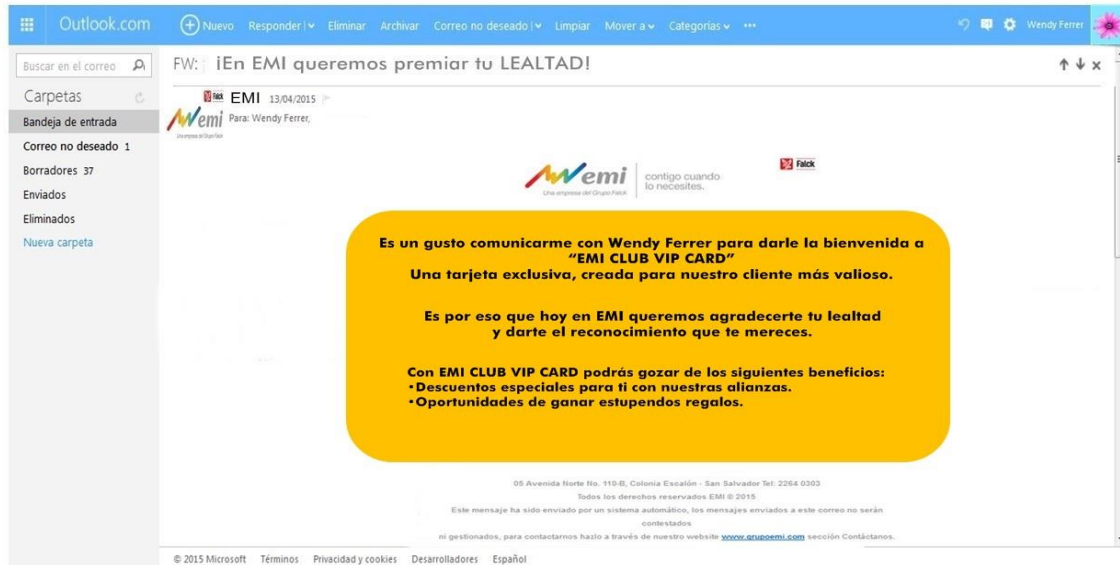 Outlook.com
Nuevo Responder Eliminar Archivar Correo no deseado Limpiar Mover a Categorías ...
Wendy Ferrer
Buscar en el correo
FW: ¡En EMI queremos premiar tu LEALTAD!
Carpetas
Bandeja de entrada
Correo no deseado 1
Borradores 37
Enviados
Eliminados
Nueva carpeta
Falck EMI 13/04/2015
emi Para: Wendy Ferrer,
Una empresa del Grupo Falck
emi
Una empresa del Grupo Falck
contigo cuando
lo necesites.
Falck
Es un gusto comunicarme con Wendy Ferrer para darle la bienvenida a
“EMI CLUB VIP CARD”
Una tarjeta exclusiva, creada para nuestro cliente más valioso.
Es por eso que hoy en EMI queremos agradecerte tu lealtad
y darte el reconocimiento que te mereces.
Con EMI CLUB VIP CARD podrás gozar de los siguientes beneficios:
•Descuentos especiales para ti con nuestras alianzas.
•Oportunidades de ganar estupendos regalos.
05 Avenida Norte No. 110-B, Colonia Escalón - San Salvador Tel: 2264 0303
Todos los derechos reservados EMI © 2015
Este mensaje ha sido enviado por un sistema automático, los mensajes enviados a este correo no serán
contestados
ni gestionados, para contactarnos hazlo a través de nuestro website www.grupoemi.com sección Contáctanos.
© 2015 Microsoft Términos Privacidad y cookies Desarrolladores Español